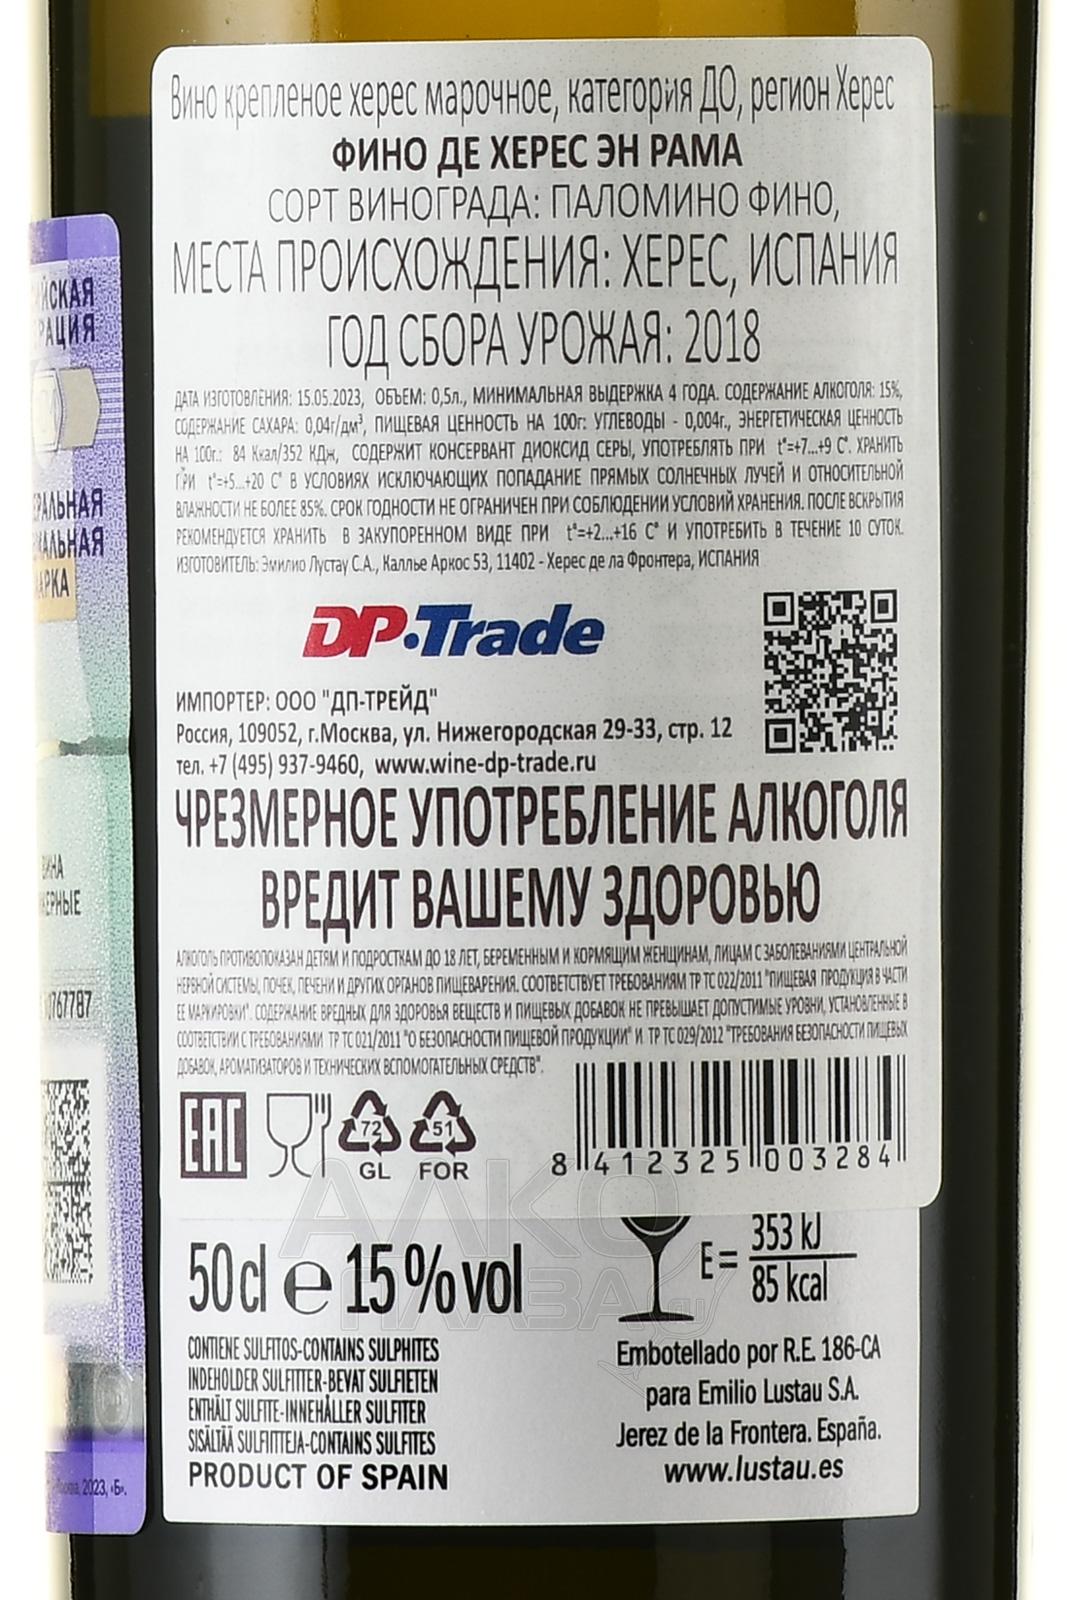 Вино крепленое херес марочное, категория ДО, регион Херес
ФИНО ДЕ ХЕРЕС ЭН РАМА
СОРТ ВИНОГРАДА: ПАЛОМИНО ФИНО,
МЕСТА ПРОИСХОЖДЕНИЯ: ХЕРЕС, ИСПАНИЯ
ГОД СБОРА УРОЖАЯ: 2018
ДАТА ИЗГОТОВЛЕНИЯ: 15.05.2023, ОБЪЕМ: 0,5л., МИНИМАЛЬНАЯ ВЫДЕРЖКА 4 ГОДА. СОДЕРЖАНИЕ АЛКОГОЛЯ: 15%,
СОДЕРЖАНИЕ САХАРА: 0,04г/дм³, ПИЩЕВАЯ ЦЕННОСТЬ НА 100г: УГЛЕВОДЫ - 0,004г., ЭНЕРГЕТИЧЕСКАЯ ЦЕННОСТЬ
НА 100г.: 84 Ккал/352 КДж, СОДЕРЖИТ КОНСЕРВАНТ ДИОКСИД СЕРЫ, УПОТРЕБЛЯТЬ ПРИ t°=+7...+9 С°. ХРАНИТЬ
ПРИ t°=+5...+20 С° В УСЛОВИЯХ ИСКЛЮЧАЮЩИХ ПОПАДАНИЕ ПРЯМЫХ СОЛНЕЧНЫХ ЛУЧЕЙ И ОТНОСИТЕЛЬНОЙ
ВЛАЖНОСТИ НЕ БОЛЕЕ 85%. СРОК ГОДНОСТИ НЕ ОГРАНИЧЕН ПРИ СОБЛЮДЕНИИ УСЛОВИЙ ХРАНЕНИЯ. ПОСЛЕ ВСКРЫТИЯ
РЕКОМЕНДУЕТСЯ ХРАНИТЬ В ЗАКУПОРЕННОМ ВИДЕ ПРИ t°=+2...+16 С° И УПОТРЕБИТЬ В ТЕЧЕНИЕ 10 СУТОК.
ИЗГОТОВИТЕЛЬ: Эмилио Лустау С.А., Каллье Аркос 53, 11402 - Херес де ла Фронтера, ИСПАНИЯ
DP·Trade
ИМПОРТЕР: ООО "ДП-ТРЕЙД"
Россия, 109052, г.Москва, ул. Нижегородская 29-33, стр. 12
тел. +7 (495) 937-9460, www.wine-dp-trade.ru
ЧРЕЗМЕРНОЕ УПОТРЕБЛЕНИЕ АЛКОГОЛЯ
ВРЕДИТ ВАШЕМУ ЗДОРОВЬЮ
АЛКОГОЛЬ ПРОТИВОПОКАЗАН ДЕТЯМ И ПОДРОСТКАМ ДО 18 ЛЕТ, БЕРЕМЕННЫМ И КОРМЯЩИМ ЖЕНЩИНАМ, ЛИЦАМ С ЗАБОЛЕВАНИЯМИ ЦЕНТРАЛЬНОЙ
НЕРВНОЙ СИСТЕМЫ, ПОЧЕК, ПЕЧЕНИ И ДРУГИХ ОРГАНОВ ПИЩЕВАРЕНИЯ. СООТВЕТСТВУЕТ ТРЕБОВАНИЯМ ТР ТС 022/2011 "ПИЩЕВАЯ ПРОДУКЦИЯ В ЧАСТИ
ЕЕ МАРКИРОВКИ". СОДЕРЖАНИЕ ВРЕДНЫХ ДЛЯ ЗДОРОВЬЯ ВЕЩЕСТВ И ПИЩЕВЫХ ДОБАВОК НЕ ПРЕВЫШАЕТ ДОПУСТИМЫЕ УРОВНИ, УСТАНОВЛЕННЫЕ В
СООТВЕТСТВИИ С ТРЕБОВАНИЯМИ ТР ТС 021/2011 "О БЕЗОПАСНОСТИ ПИЩЕВОЙ ПРОДУКЦИИ" И ТР ТС 029/2012 "ТРЕБОВАНИЯ БЕЗОПАСНОСТИ ПИЩЕВЫХ
ДОБАВОК, АРОМАТИЗАТОРОВ И ТЕХНИЧЕСКИХ ВСПОМОГАТЕЛЬНЫХ СРЕДСТВ".
EAC
72
GL
51
FOR
8 412325 003284
АЛКО
ПЛАЗА.ru
50 cl e 15 % vol
E= 353 kJ
85 kcal
CONTIENE SULFITOS-CONTAINS SULPHITES
INDEHOLDER SULFITTER-BEVAT SULFIETEN
ENTHÄLT SULFITE-INNEHÅLLER SULFITER
SISÄLTÄÄ SULFIITTEJA-CONTAINS SULFITES
PRODUCT OF SPAIN
Embotellado por R.E. 186-CA
para Emilio Lustau S.A.
Jerez de la Frontera. España.
www.lustau.es
2023, «Б».